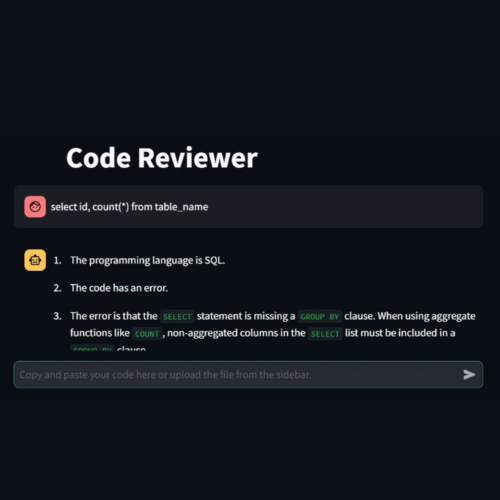 Code Reviewer
select id, count(*) from table_name
1. The programming language is SQL.
2. The code has an error.
3. The error is that the SELECT statement is missing a GROUP BY clause. When using aggregate
functions like COUNT, non-aggregated columns in the SELECT list must be included in a
GROUP BY clause
Copy and paste your code here or upload the file from the sidebar.